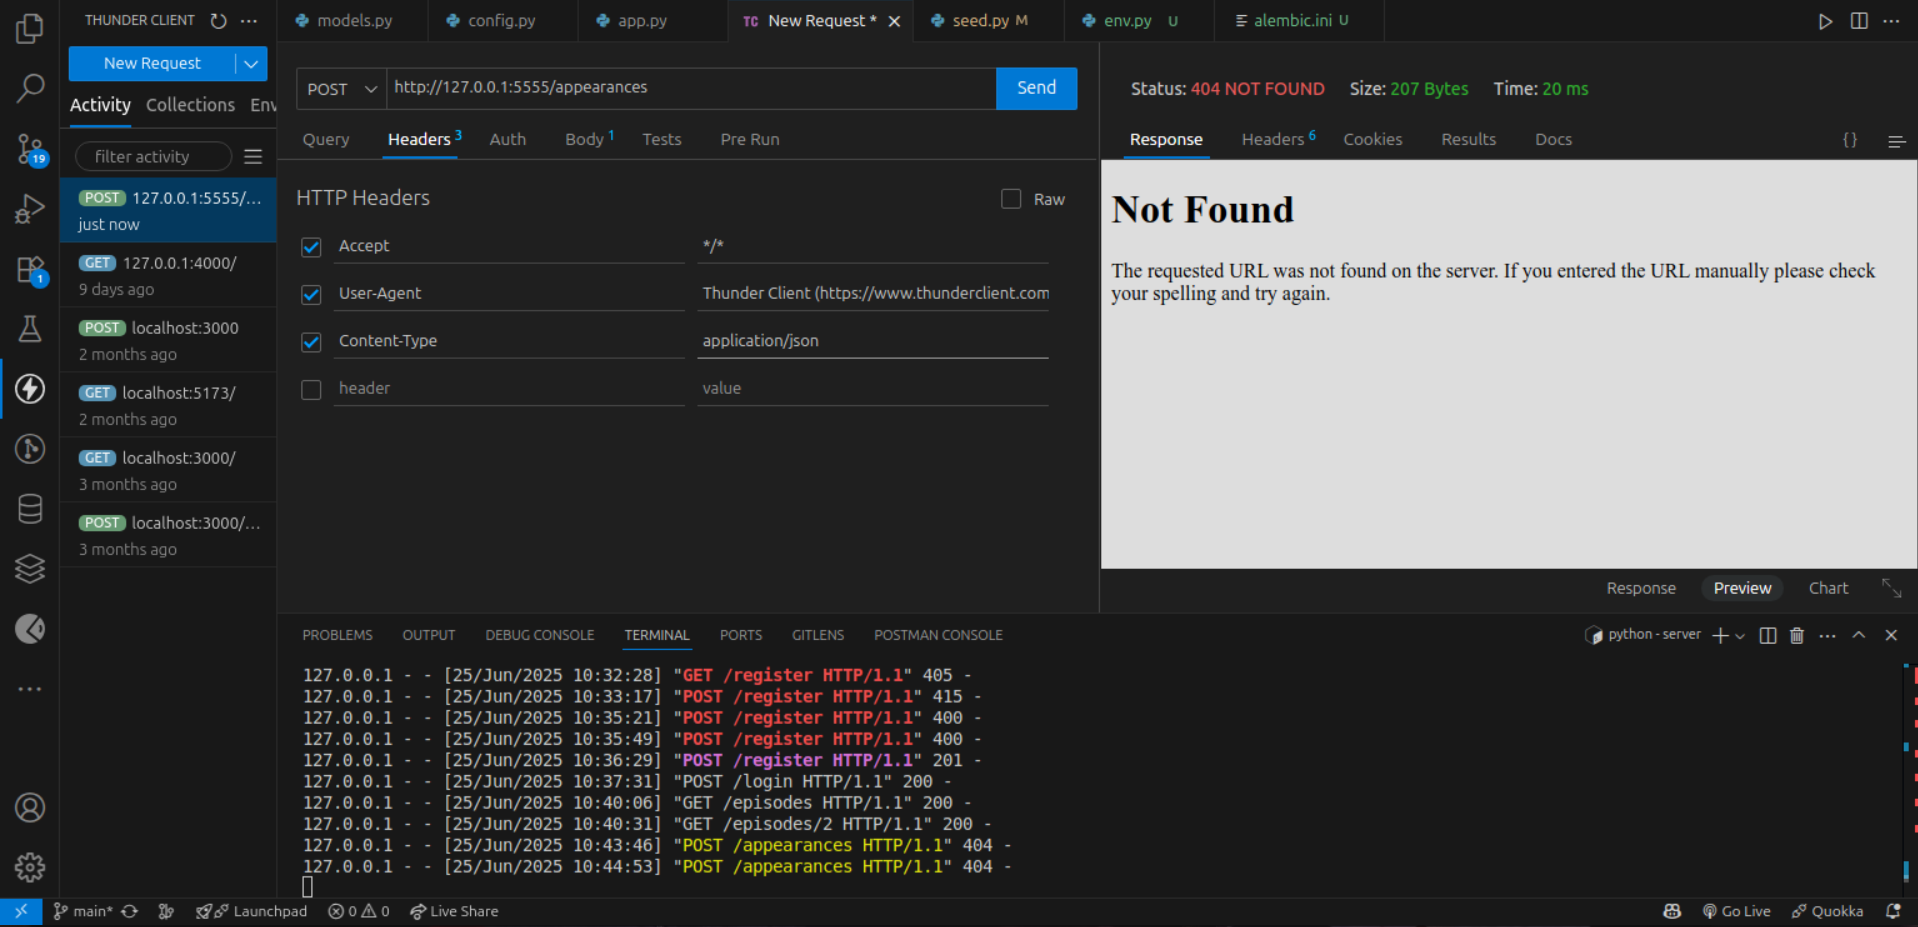 THUNDER CLIENT
models.py
config.py
app.py
TC New Request *
seed.py M
env.py U
alembic.ini U
New Request
Activity Collections Env
filter activity
POST 127.0.0.1:5555/...
just now
GET 127.0.0.1:4000/
9 days ago
POST localhost:3000
2 months ago
GET localhost:5173/
2 months ago
GET localhost:3000/
3 months ago
POST localhost:3000/...
3 months ago
19
1
POST http://127.0.0.1:5555/appearances Send
Query Headers 3 Auth Body 1 Tests Pre Run
HTTP Headers Raw
Accept */*
User-Agent Thunder Client (https://www.thunderclient.com
Content-Type application/json
header value
Status: 404 NOT FOUND Size: 207 Bytes Time: 20 ms
Response Headers 6 Cookies Results Docs {}
Not Found
The requested URL was not found on the server. If you entered the URL manually please check
your spelling and try again.
Response Preview Chart
PROBLEMS OUTPUT DEBUG CONSOLE TERMINAL PORTS GITLENS POSTMAN CONSOLE
python - server
127.0.0.1 - - [25/Jun/2025 10:32:28] "GET /register HTTP/1.1" 405 -
127.0.0.1 - - [25/Jun/2025 10:33:17] "POST /register HTTP/1.1" 415 -
127.0.0.1 - - [25/Jun/2025 10:35:21] "POST /register HTTP/1.1" 400 -
127.0.0.1 - - [25/Jun/2025 10:35:49] "POST /register HTTP/1.1" 400 -
127.0.0.1 - - [25/Jun/2025 10:36:29] "POST /register HTTP/1.1" 201 -
127.0.0.1 - - [25/Jun/2025 10:37:31] "POST /login HTTP/1.1" 200 -
127.0.0.1 - - [25/Jun/2025 10:40:06] "GET /episodes HTTP/1.1" 200 -
127.0.0.1 - - [25/Jun/2025 10:40:31] "GET /episodes/2 HTTP/1.1" 200 -
127.0.0.1 - - [25/Jun/2025 10:43:46] "POST /appearances HTTP/1.1" 404 -
127.0.0.1 - - [25/Jun/2025 10:44:53] "POST /appearances HTTP/1.1" 404 -
main* Launchpad 0 0 Live Share Go Live Quokka